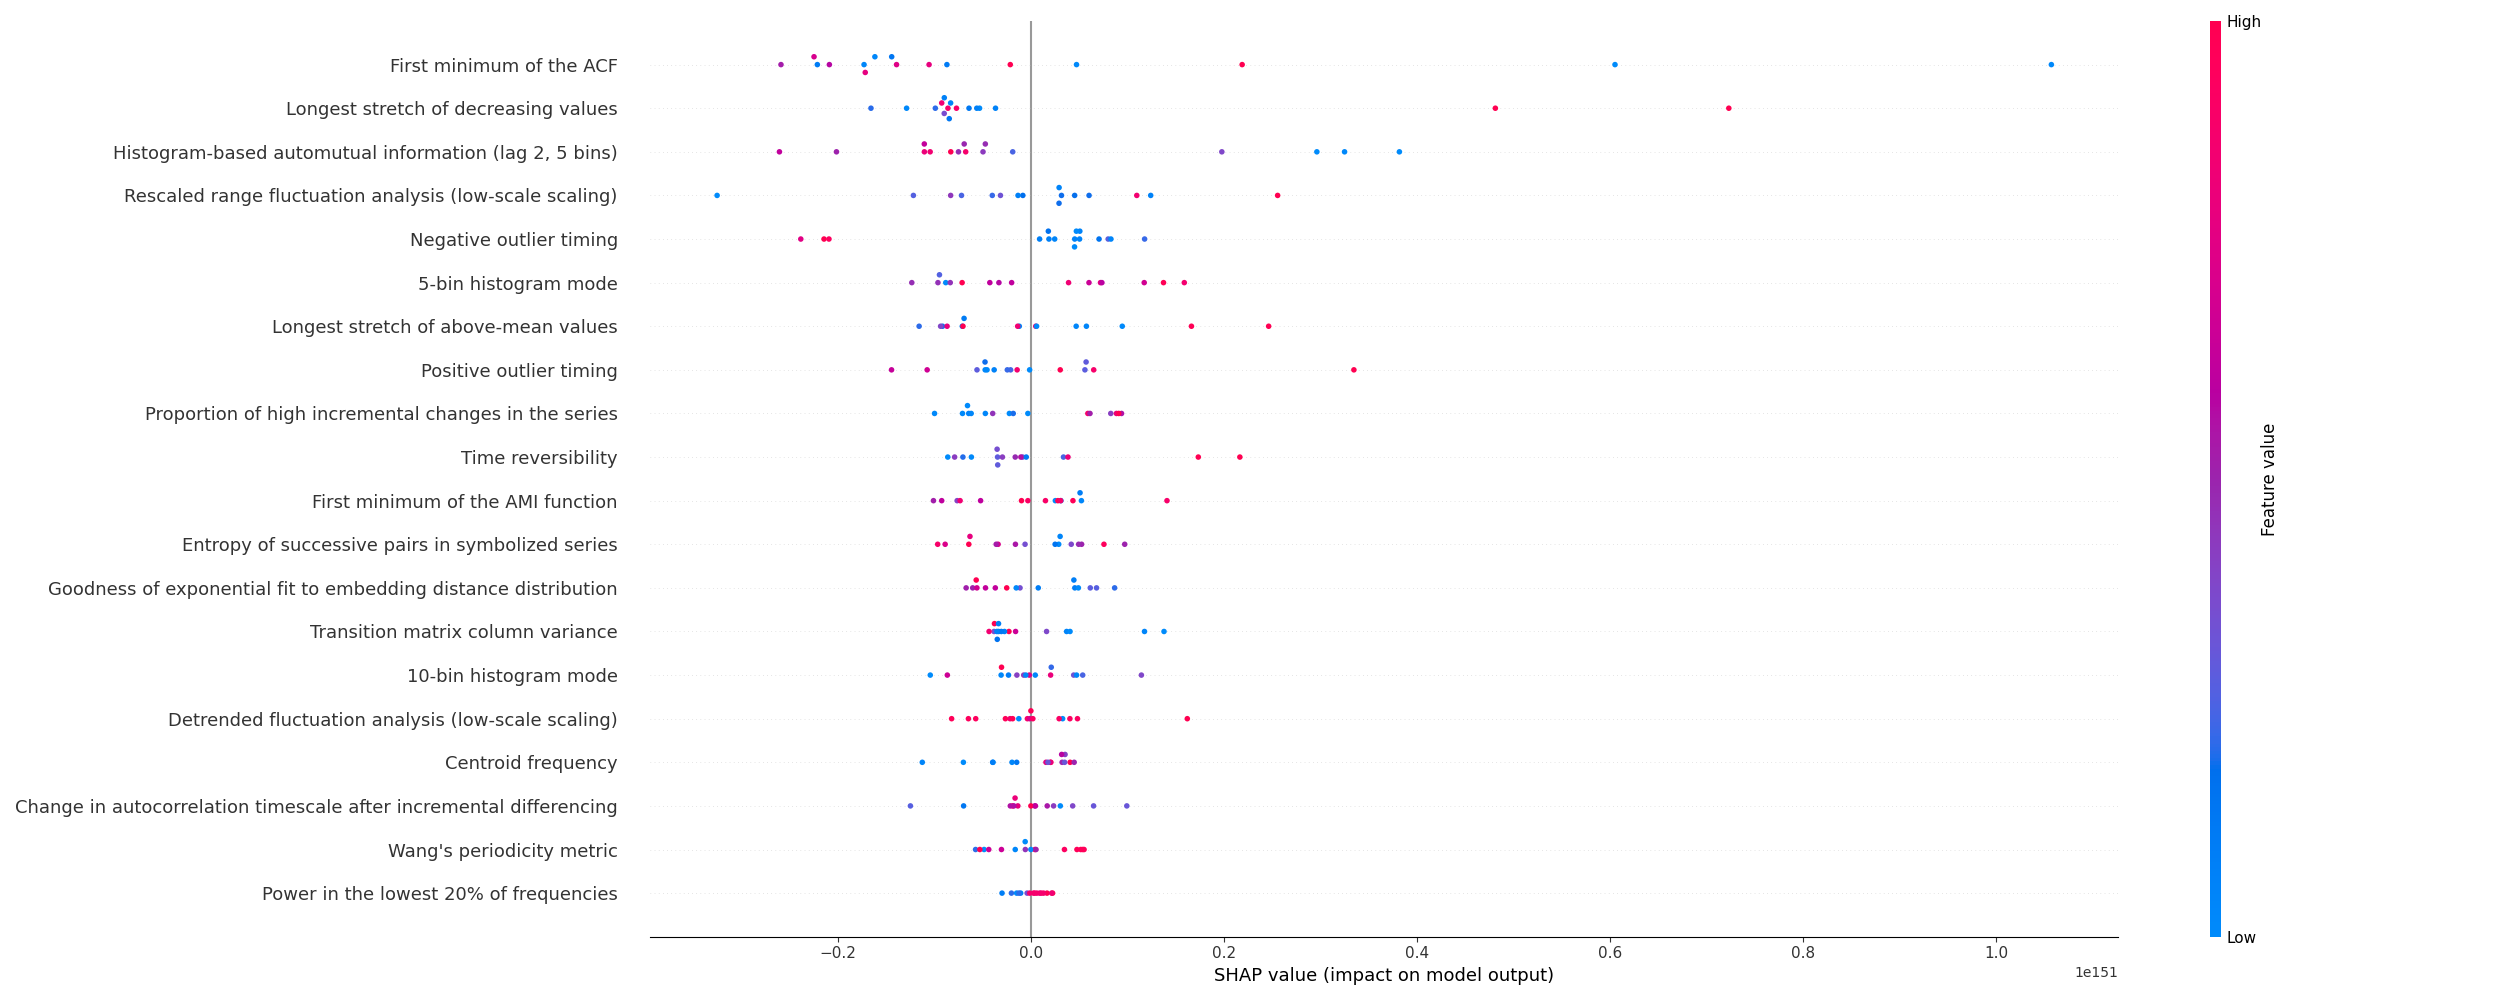 High
First minimum of the ACF
Longest stretch of decreasing values
Histogram-based automutual information (lag 2, 5 bins)
Rescaled range fluctuation analysis (low-scale scaling)
Negative outlier timing
5-bin histogram mode
Longest stretch of above-mean values
Positive outlier timing
Proportion of high incremental changes in the series
Time reversibility
First minimum of the AMI function
Entropy of successive pairs in symbolized series
Goodness of exponential fit to embedding distance distribution
Transition matrix column variance
10-bin histogram mode
Detrended fluctuation analysis (low-scale scaling)
Centroid frequency
Change in autocorrelation timescale after incremental differencing
Wang's periodicity metric
Power in the lowest 20% of frequencies
Feature value
Low
−0.2 0.0 0.2 0.4 0.6 0.8 1.0
1e151
SHAP value (impact on model output)